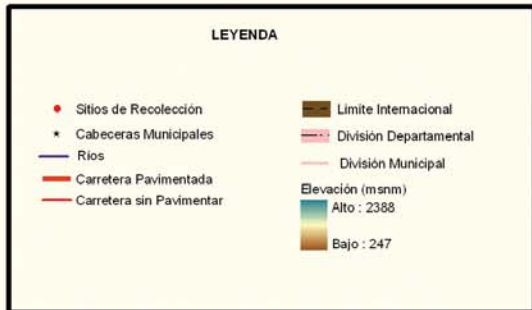 LEYENDA
Sitios de Recolección
Cabeceras Municipales
Ríos
Carretera Pavimentada
Carretera sin Pavimentar
Limite Internacional
División Departamental
División Municipal
Elevación (msnm)
Alto : 2388
Bajo : 247